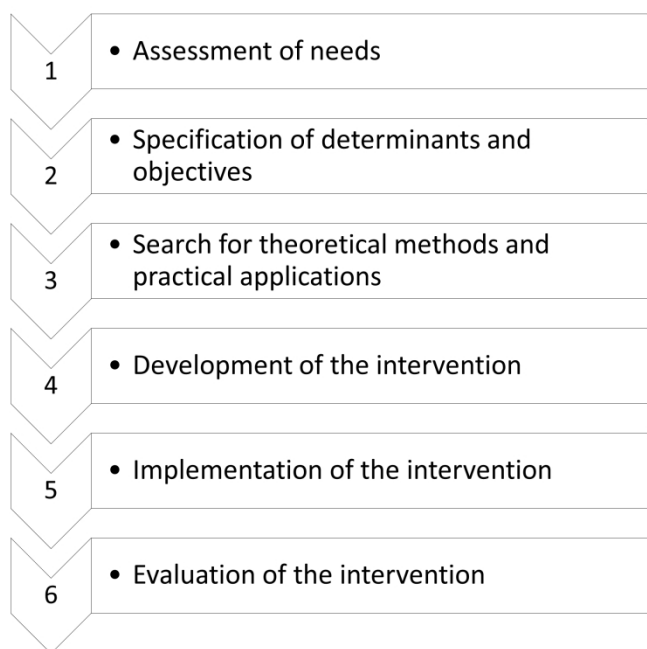 1
• Assessment of needs
2
• Specification of determinants and
objectives
3
• Search for theoretical methods and
practical applications
4
• Development of the intervention
5
• Implementation of the intervention
6
• Evaluation of the intervention